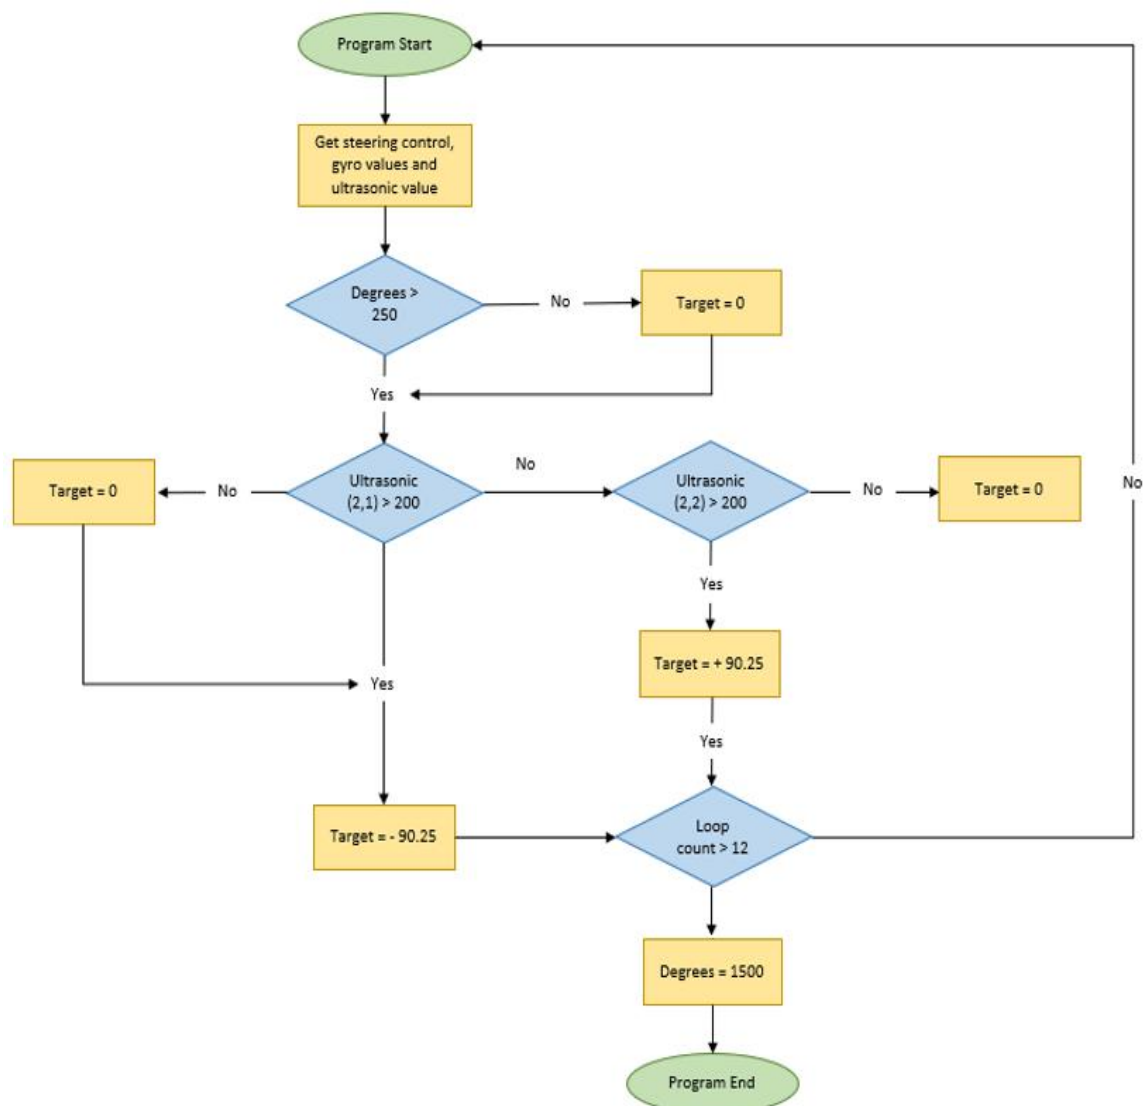 Program Start
Get steering control,
gyro values and
ultrasonic value
Degrees >
250
No
Target = 0
Yes
Target = 0
No
Ultrasonic
(2,1) > 200
No
Ultrasonic
(2,2) > 200
No
Target = 0
No
Yes
Target = + 90.25
Yes
Yes
Target = - 90.25
Loop
count > 12
Degrees = 1500
Program End